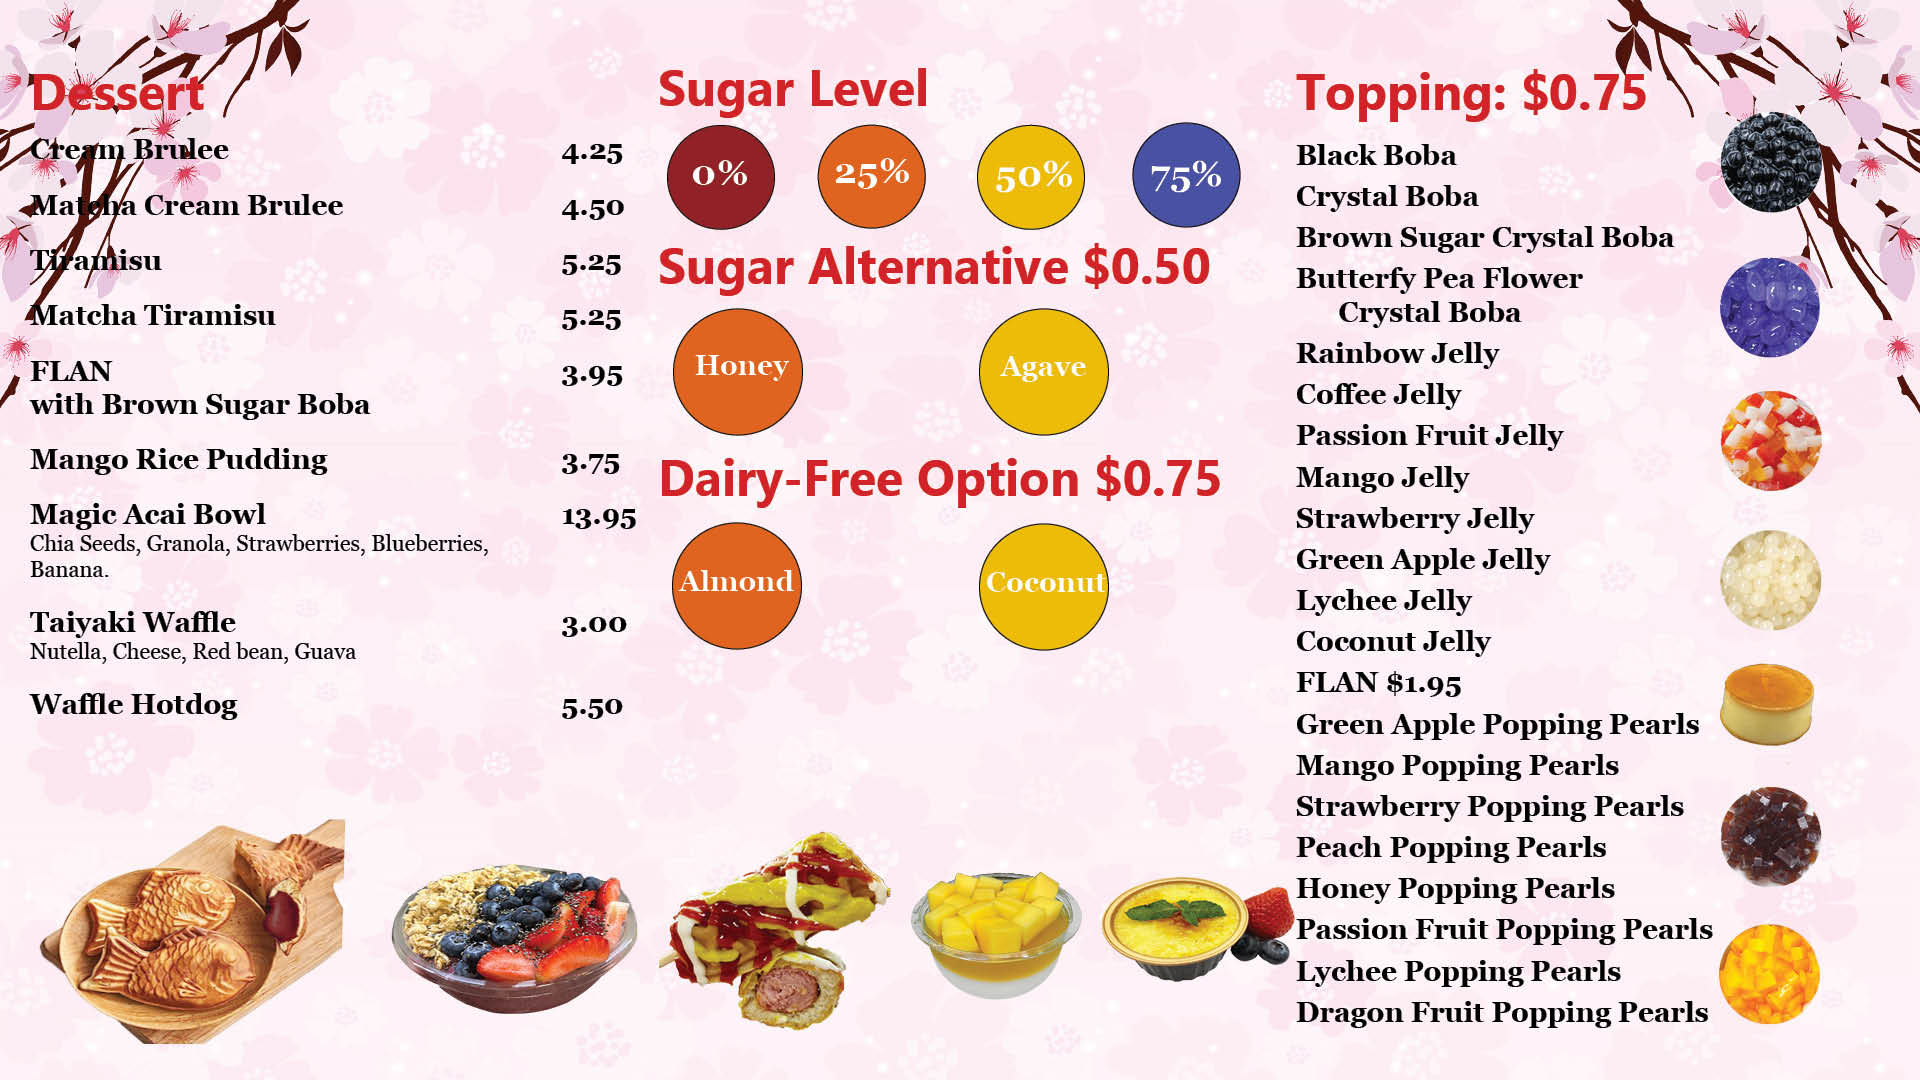 Dessert
Cream Brulee 4.25
Matcha Cream Brulee 4.50
Tiramisu 5.25
Matcha Tiramisu 5.25
FLAN 3.95
with Brown Sugar Boba
Mango Rice Pudding 3.75
Magic Acai Bowl 13.95
Chia Seeds, Granola, Strawberries, Blueberries,
Banana.
Taiyaki Waffle 3.00
Nutella, Cheese, Red bean, Guava
Waffle Hotdog 5.50
Sugar Level
0% 25% 50% 75%
Sugar Alternative $0.50
Honey Agave
Dairy-Free Option $0.75
Almond Coconut
Topping: $0.75
Black Boba
Crystal Boba
Brown Sugar Crystal Boba
Butterfy Pea Flower
Crystal Boba
Rainbow Jelly
Coffee Jelly
Passion Fruit Jelly
Mango Jelly
Strawberry Jelly
Green Apple Jelly
Lychee Jelly
Coconut Jelly
FLAN $1.95
Green Apple Popping Pearls
Mango Popping Pearls
Strawberry Popping Pearls
Peach Popping Pearls
Honey Popping Pearls
Passion Fruit Popping Pearls
Lychee Popping Pearls
Dragon Fruit Popping Pearls